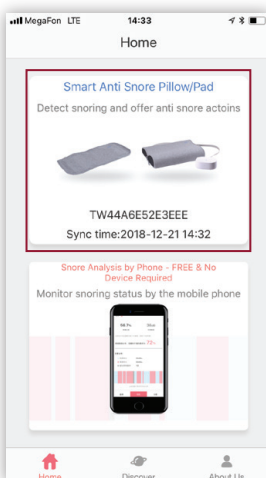 MegaFon LTE 14:33
Home
Smart Anti Snore Pillow/Pad
Detect snoring and offer anti snore actoins
TW44A6E52E3EEE
Sync time:2018-12-21 14:32
Snore Analysis by Phone - FREE & No
Device Required
Monitor snoring status by the mobile phone
Home Discover About Us